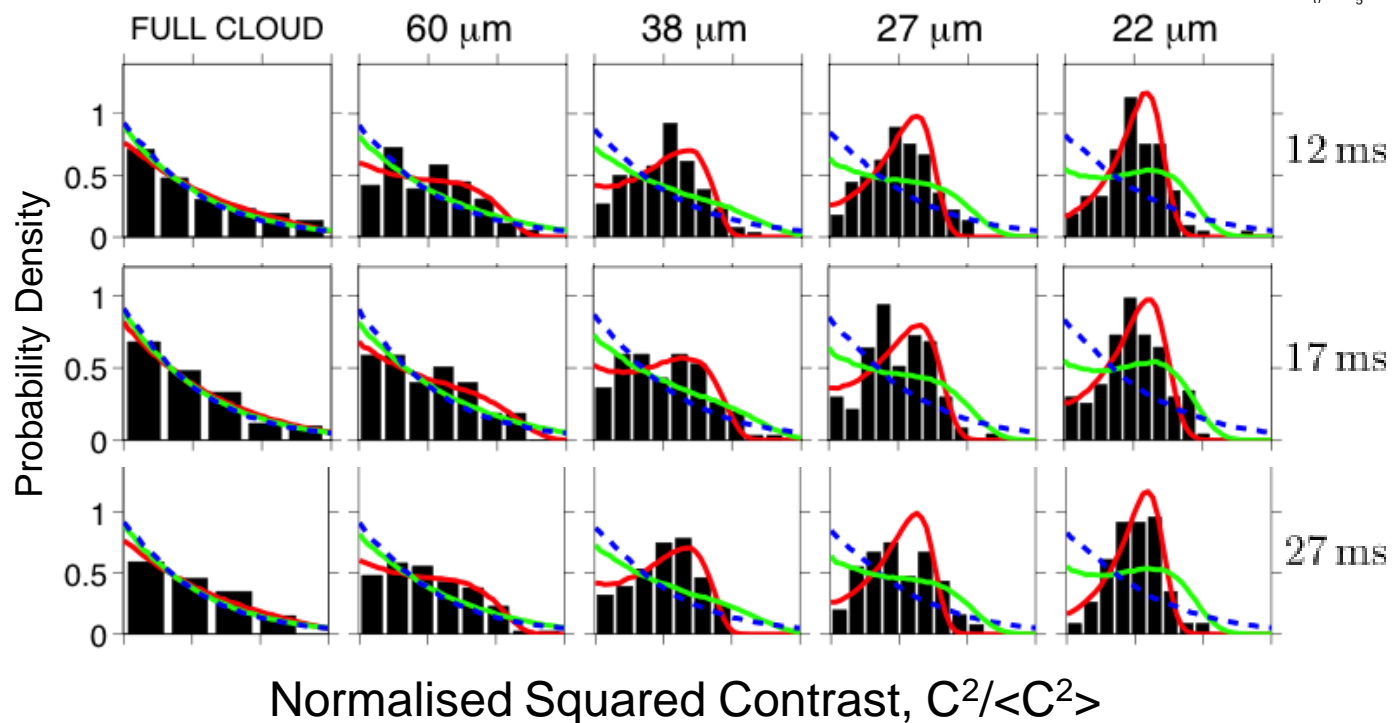 FULL CLOUD 60 μm 38 μm 27 μm 22 μm
1
0.5
0
12 ms
1
0.5
0
17 ms
1
0.5
0
27 ms
Probability Density
Normalised Squared Contrast, C²/<C²>